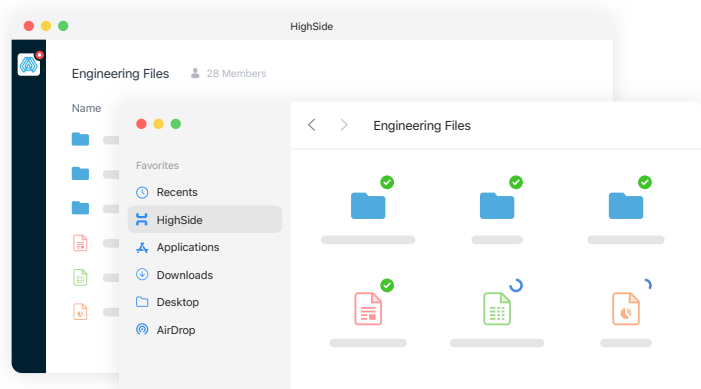 HighSide
Engineering Files
28 Members
Name
Engineering Files
Favorites
Recents
HighSide
Applications
Downloads
Desktop
AirDrop